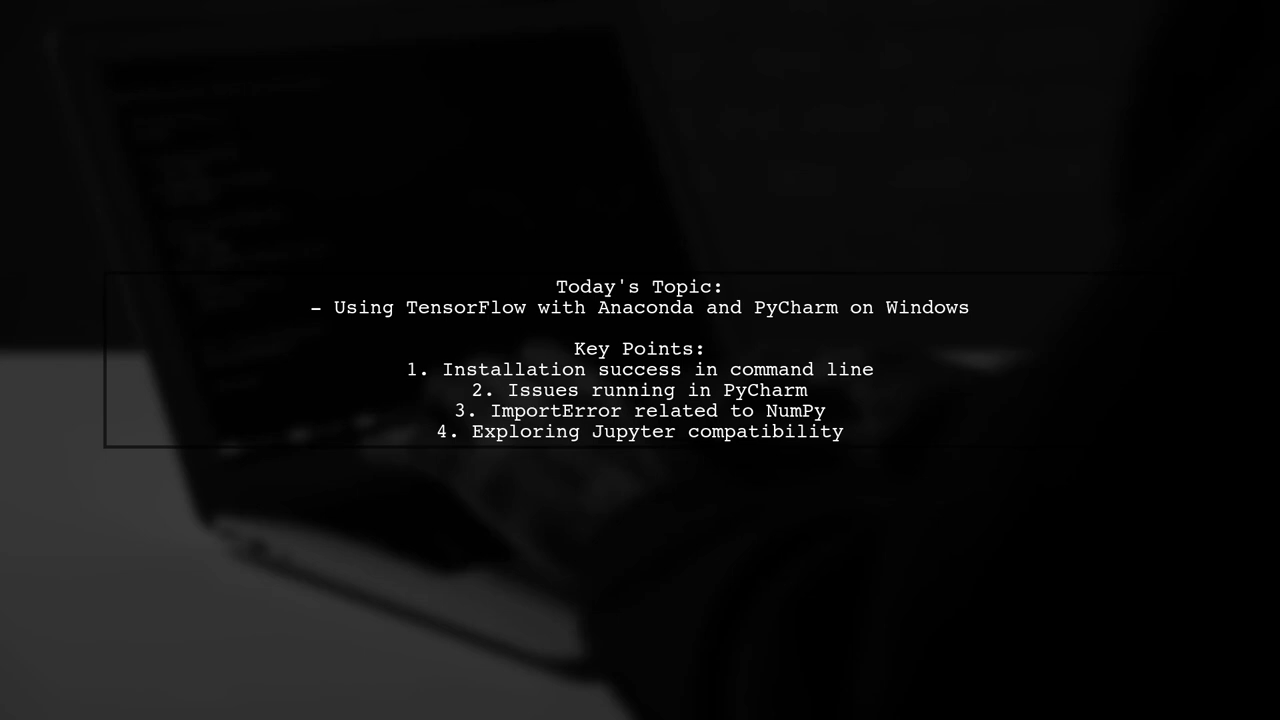 Today's Topic:
– Using TensorFlow with Anaconda and PyCharm on Windows
Key Points:
1. Installation success in command line
2. Issues running in PyCharm
3. ImportError related to NumPy
4. Exploring Jupyter compatibility